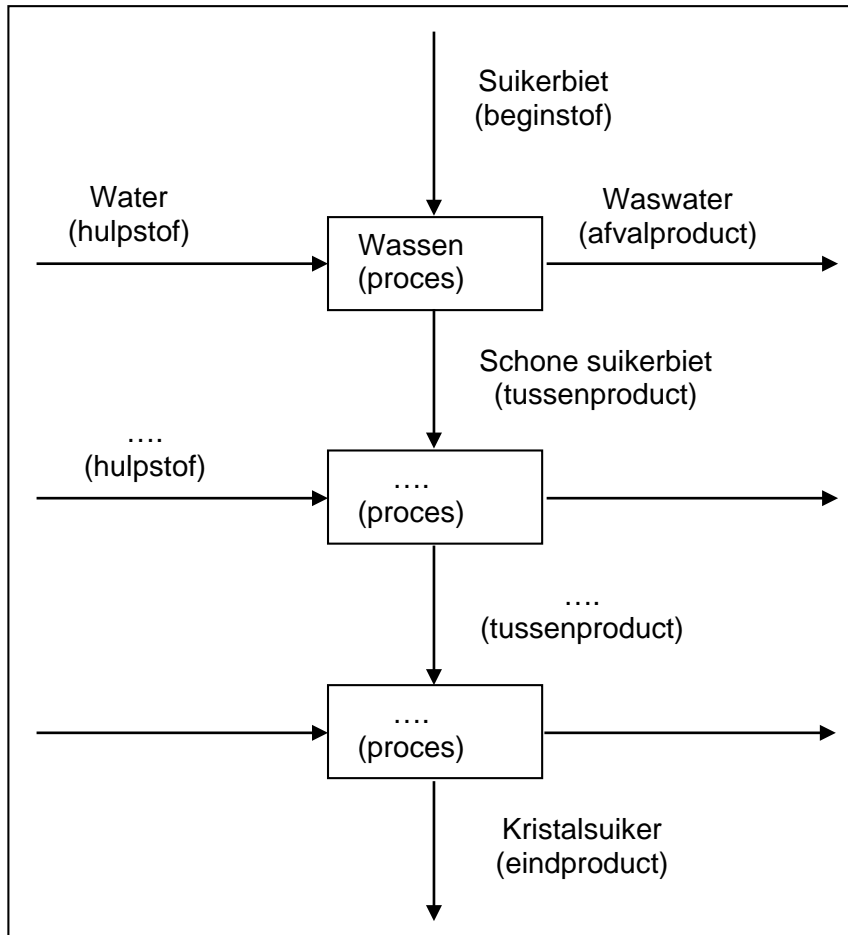 Suikerbiet
(beginstof)
Water
(hulpstof)
Wassen
(proces)
Waswater
(afvalproduct)
Schone suikerbiet
(tussenproduct)
….
(hulpstof)
….
(proces)
….
(tussenproduct)
….
(proces)
Kristalsuiker
(eindproduct)